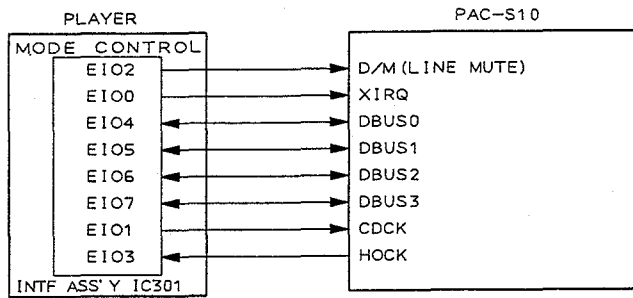 PLAYER
PAC-S10
MODE CONTROL
EIO2
D/M(LINE MUTE)
EIO0
XIRQ
EIO4
DBUS0
EIO5
DBUS1
EIO6
DBUS2
EIO7
DBUS3
EIO1
CDCK
EIO3
HOCK
INTF ASS'Y IC301